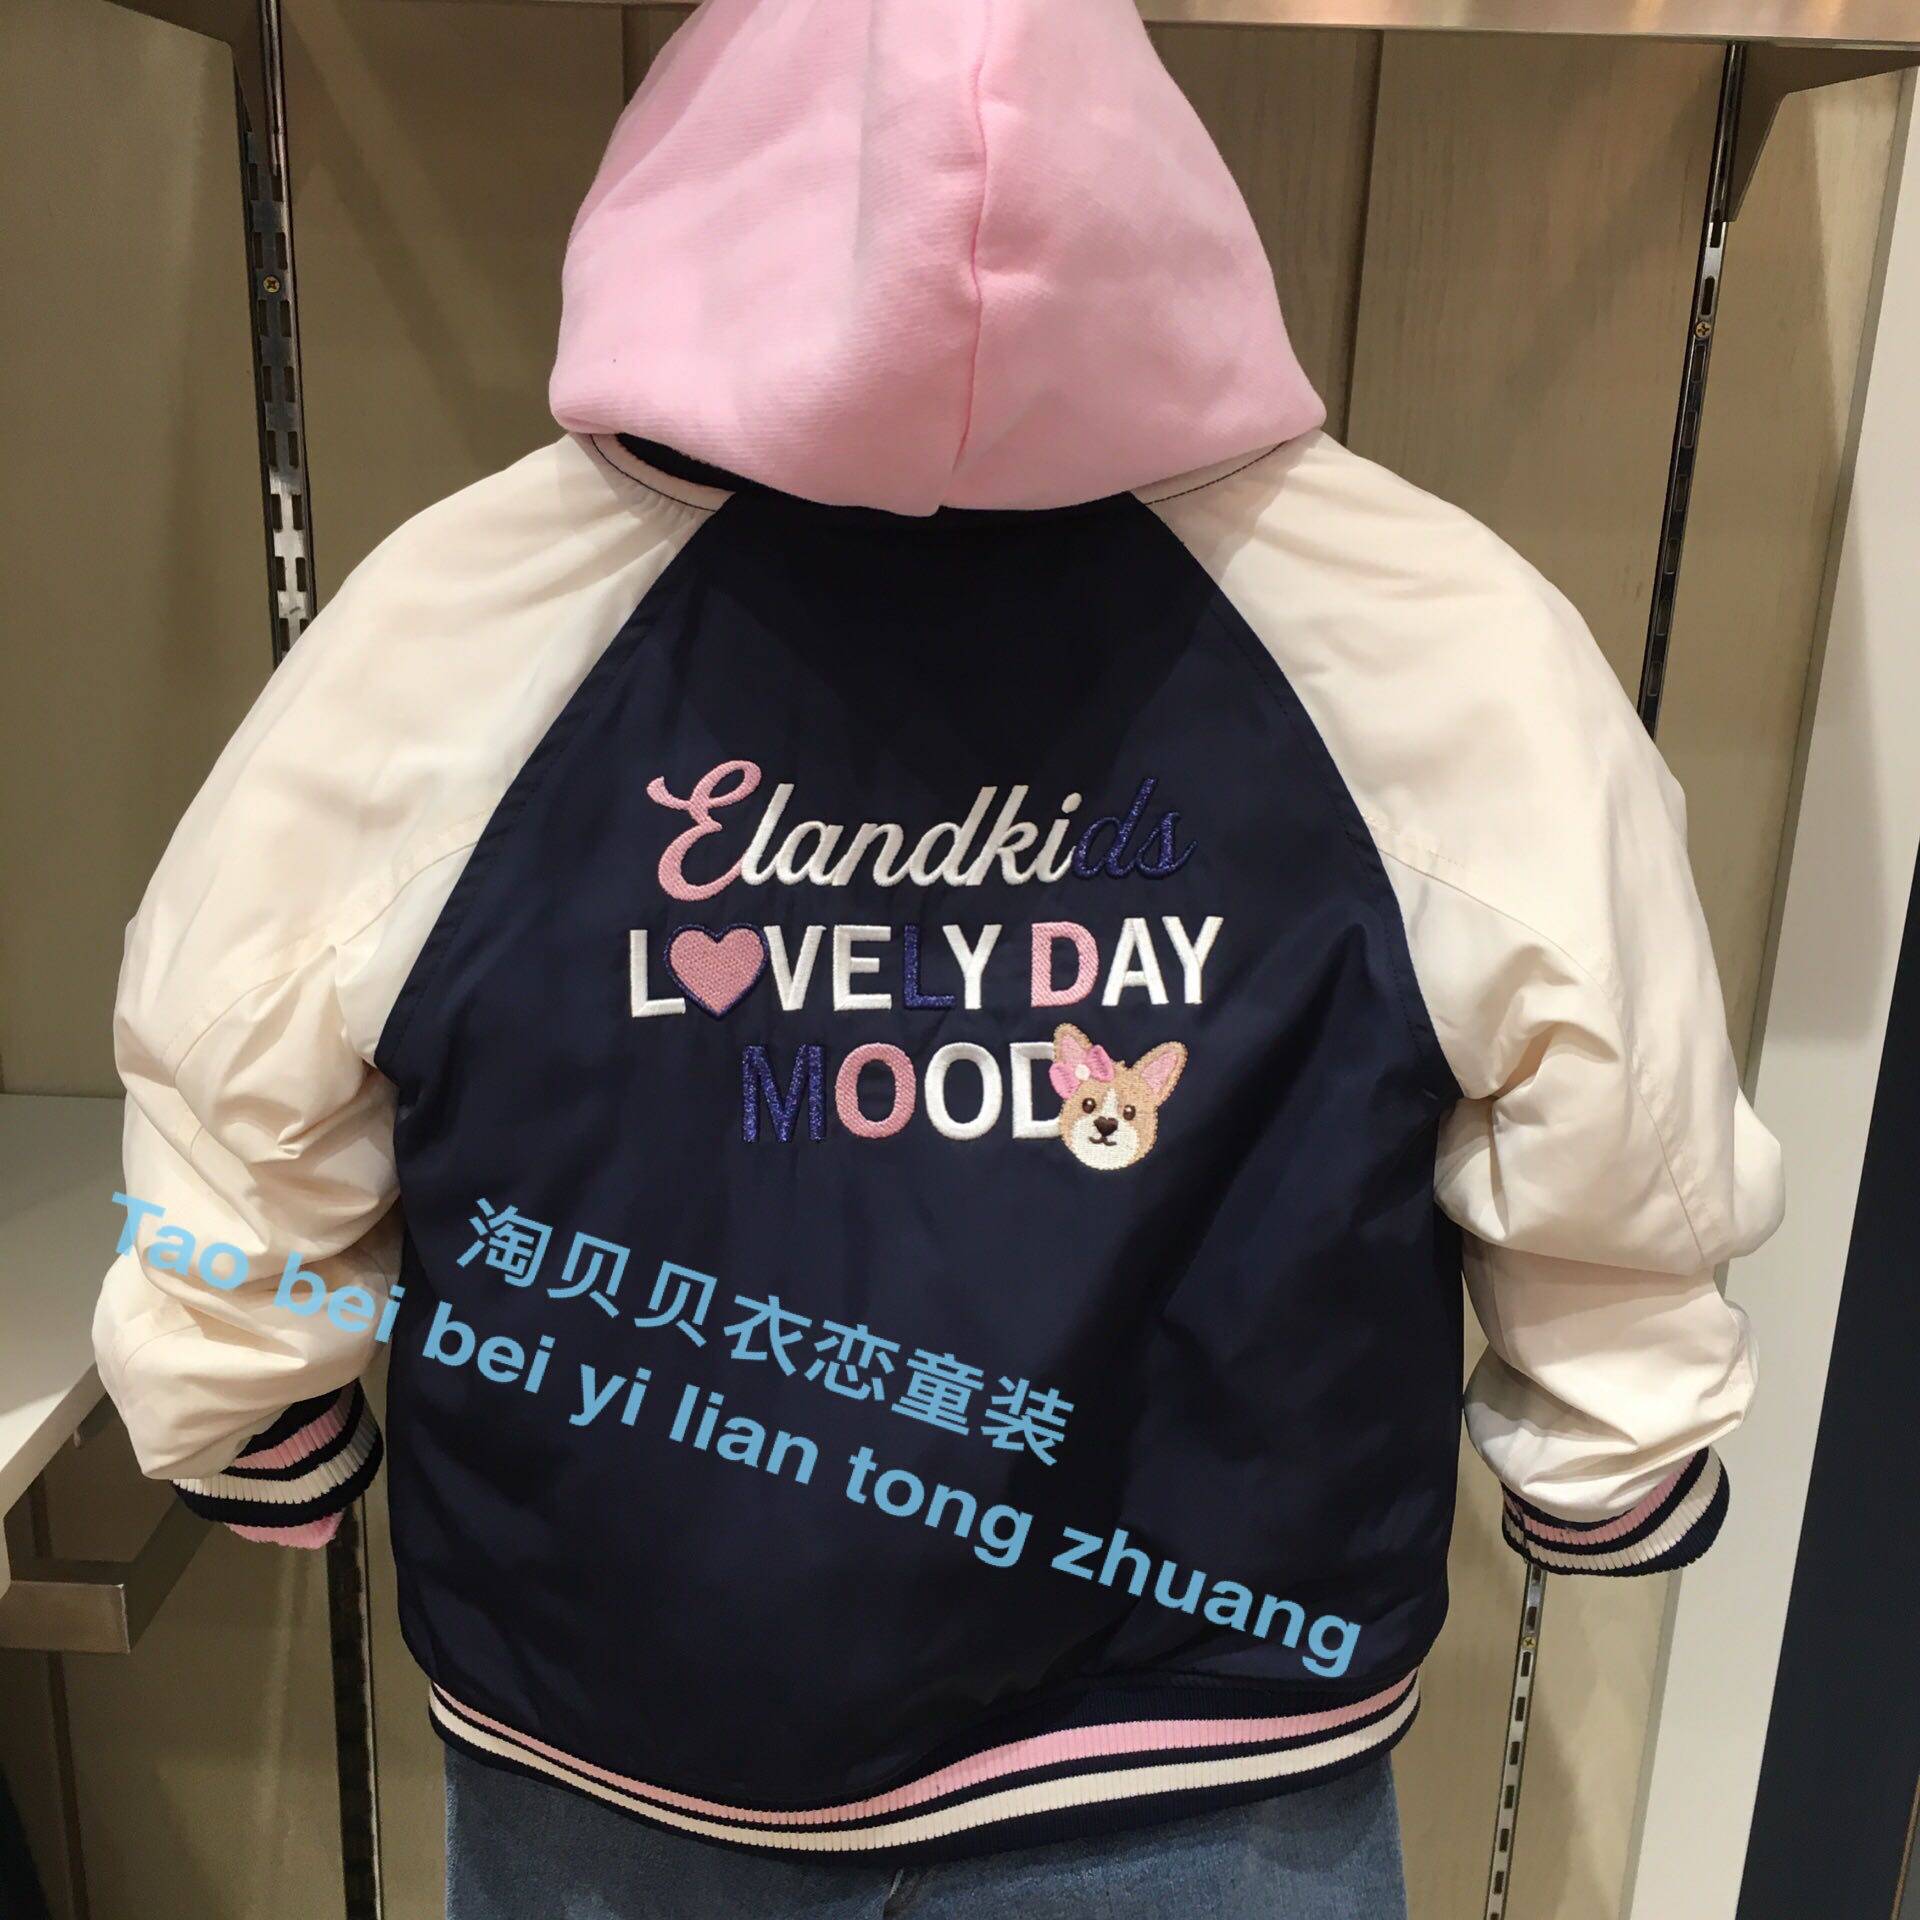 Elandkids
LOVELY DAY
MOOD
淘贝贝衣恋童装
Tao bei bei yi lian tong zhuang